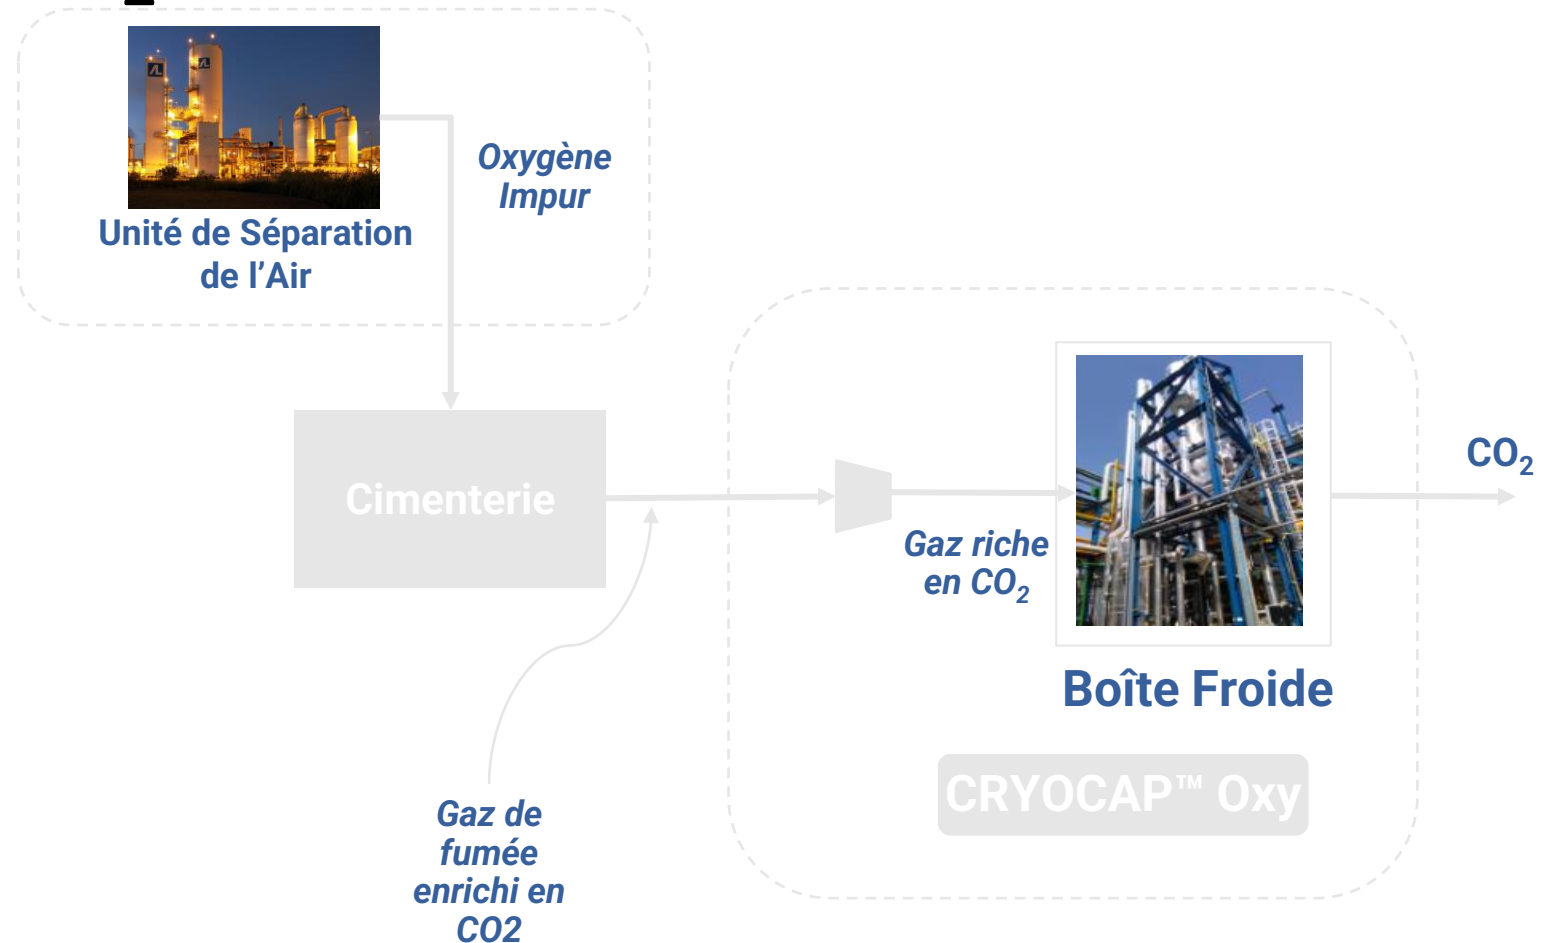 Oxygène
Impur
Unité de Séparation
de l’Air
Cimenterie
CO₂
Gaz riche
en CO₂
Boîte Froide
CRYOCAP™ Oxy
Gaz de
fumée
enrichi en
CO2